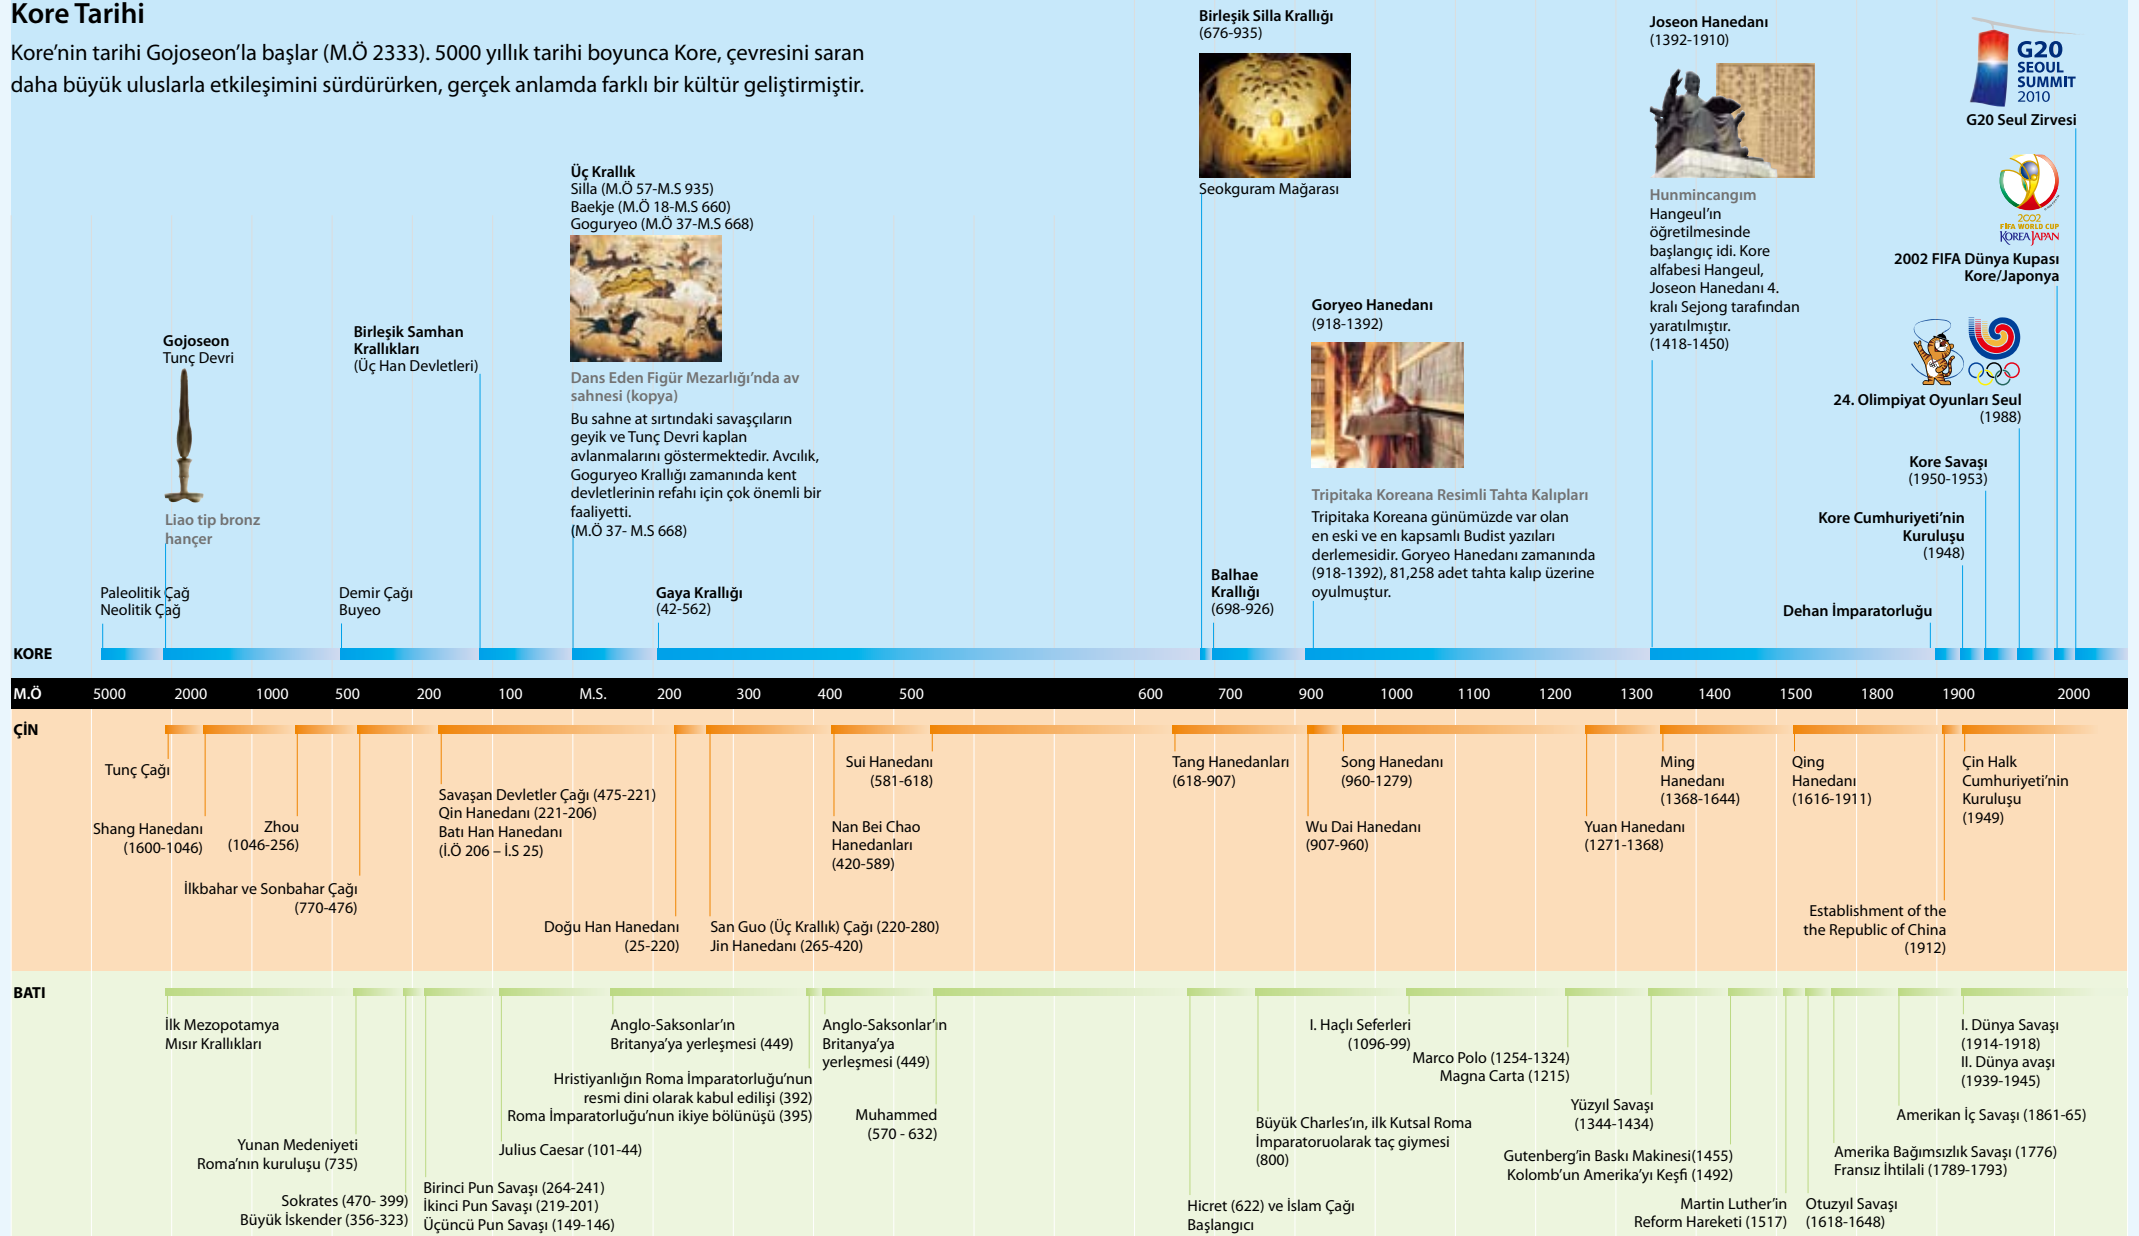 Kore Tarihi
Kore’nin tarihi Gojoseon’la başlar (M.Ö 2333). 5000 yıllık tarihi boyunca Kore, çevresini saran
daha büyük uluslarla etkileşimini sürdürürken, gerçek anlamda farklı bir kültür geliştirmiştir.
Gojoseon
Tunç Devri
Liao tip bronz
hançer
Paleolitik Çağ
Neolitik Çağ
Birleşik Samhan
Krallıkları
(Üç Han Devletleri)
Demir Çağı
Buyeo
Üç Krallık
Silla (M.Ö 57-M.S 935)
Baekje (M.Ö 18-M.S 660)
Goguryeo (M.Ö 37-M.S 668)
Dans Eden Figür Mezarlığı’nda av
sahnesi (kopya)
Bu sahne at sırtındaki savaşçıların
geyik ve Tunç Devri kaplan
avlanmalarını göstermektedir. Avcılık,
Goguryeo Krallığı zamanında kent
devletlerinin refahı için çok önemli bir
faaliyetti.
(M.Ö 37- M.S 668)
Gaya Krallığı
(42-562)
Birleşik Silla Krallığı
(676-935)
Seokguram Mağarası
Balhae
Krallığı
(698-926)
Goryeo Hanedanı
(918-1392)
Tripitaka Koreana Resimli Tahta Kalıpları
Tripitaka Koreana günümüzde var olan
en eski ve en kapsamlı Budist yazıları
derlemesidir. Goryeo Hanedanı zamanında
(918-1392), 81,258 adet tahta kalıp üzerine
oyulmuştur.
Joseon Hanedanı
(1392-1910)
Hunmincangım
Hangeul’ın
öğretilmesinde
başlangıç idi. Kore
alfabesi Hangeul,
Joseon Hanedanı 4.
kralı Sejong tarafından
yaratılmıştır.
(1418-1450)
G20
SEOUL
SUMMIT
2010
G20 Seul Zirvesi
2002
FIFA WORLD CUP
KOREA JAPAN
2002 FIFA Dünya Kupası
Kore/Japonya
24. Olimpiyat Oyunları Seul
(1988)
Kore Savaşı
(1950-1953)
Kore Cumhuriyeti’nin
Kuruluşu
(1948)
Dehan İmparatorluğu
KORE
M.Ö 5000 2000 1000 500 200 100 M.S. 200 300 400 500 600 700 900 1000 1100 1200 1300 1400 1500 1800 1900 2000
ÇİN
Tunç Çağı
Shang Hanedanı
(1600-1046)
Zhou
(1046-256)
İlkbahar ve Sonbahar Çağı
(770-476)
Savaşan Devletler Çağı (475-221)
Qin Hanedanı (221-206)
Batı Han Hanedanı
(İ.Ö 206 – İ.S 25)
Doğu Han Hanedanı
(25-220)
San Guo (Üç Krallık) Çağı (220-280)
Jin Hanedanı (265-420)
Nan Bei Chao
Hanedanları
(420-589)
Sui Hanedanı
(581-618)
Tang Hanedanları
(618-907)
Wu Dai Hanedanı
(907-960)
Song Hanedanı
(960-1279)
Yuan Hanedanı
(1271-1368)
Ming
Hanedanı
(1368-1644)
Qing
Hanedanı
(1616-1911)
Establishment of the
the Republic of China
(1912)
Çin Halk
Cumhuriyeti’nin
Kuruluşu
(1949)
BATI
İlk Mezopotamya
Mısır Krallıkları
Yunan Medeniyeti
Roma’nın kuruluşu (735)
Sokrates (470- 399)
Büyük İskender (356-323)
Birinci Pun Savaşı (264-241)
İkinci Pun Savaşı (219-201)
Üçüncü Pun Savaşı (149-146)
Julius Caesar (101-44)
Anglo-Saksonlar’ın
Britanya’ya yerleşmesi (449)
Hristiyanlığın Roma İmparatorluğu’nun
resmi dini olarak kabul edilişi (392)
Roma İmparatorluğu’nun ikiye bölünüşü (395)
Anglo-Saksonlar’ın
Britanya’ya
yerleşmesi (449)
Muhammed
(570 - 632)
Hicret (622) ve İslam Çağı
Başlangıcı
Büyük Charles’ın, ilk Kutsal Roma
İmparatoruolarak taç giymesi
(800)
I. Haçlı Seferleri
(1096-99)
Marco Polo (1254-1324)
Magna Carta (1215)
Yüzyıl Savaşı
(1344-1434)
Gutenberg’in Baskı Makinesi(1455)
Kolomb’un Amerika’yı Keşfi (1492)
Martin Luther’in
Reform Hareketi (1517)
Otuzyıl Savaşı
(1618-1648)
Amerika Bağımsızlık Savaşı (1776)
Fransız İhtilali (1789-1793)
Amerikan İç Savaşı (1861-65)
I. Dünya Savaşı
(1914-1918)
II. Dünya avaşı
(1939-1945)